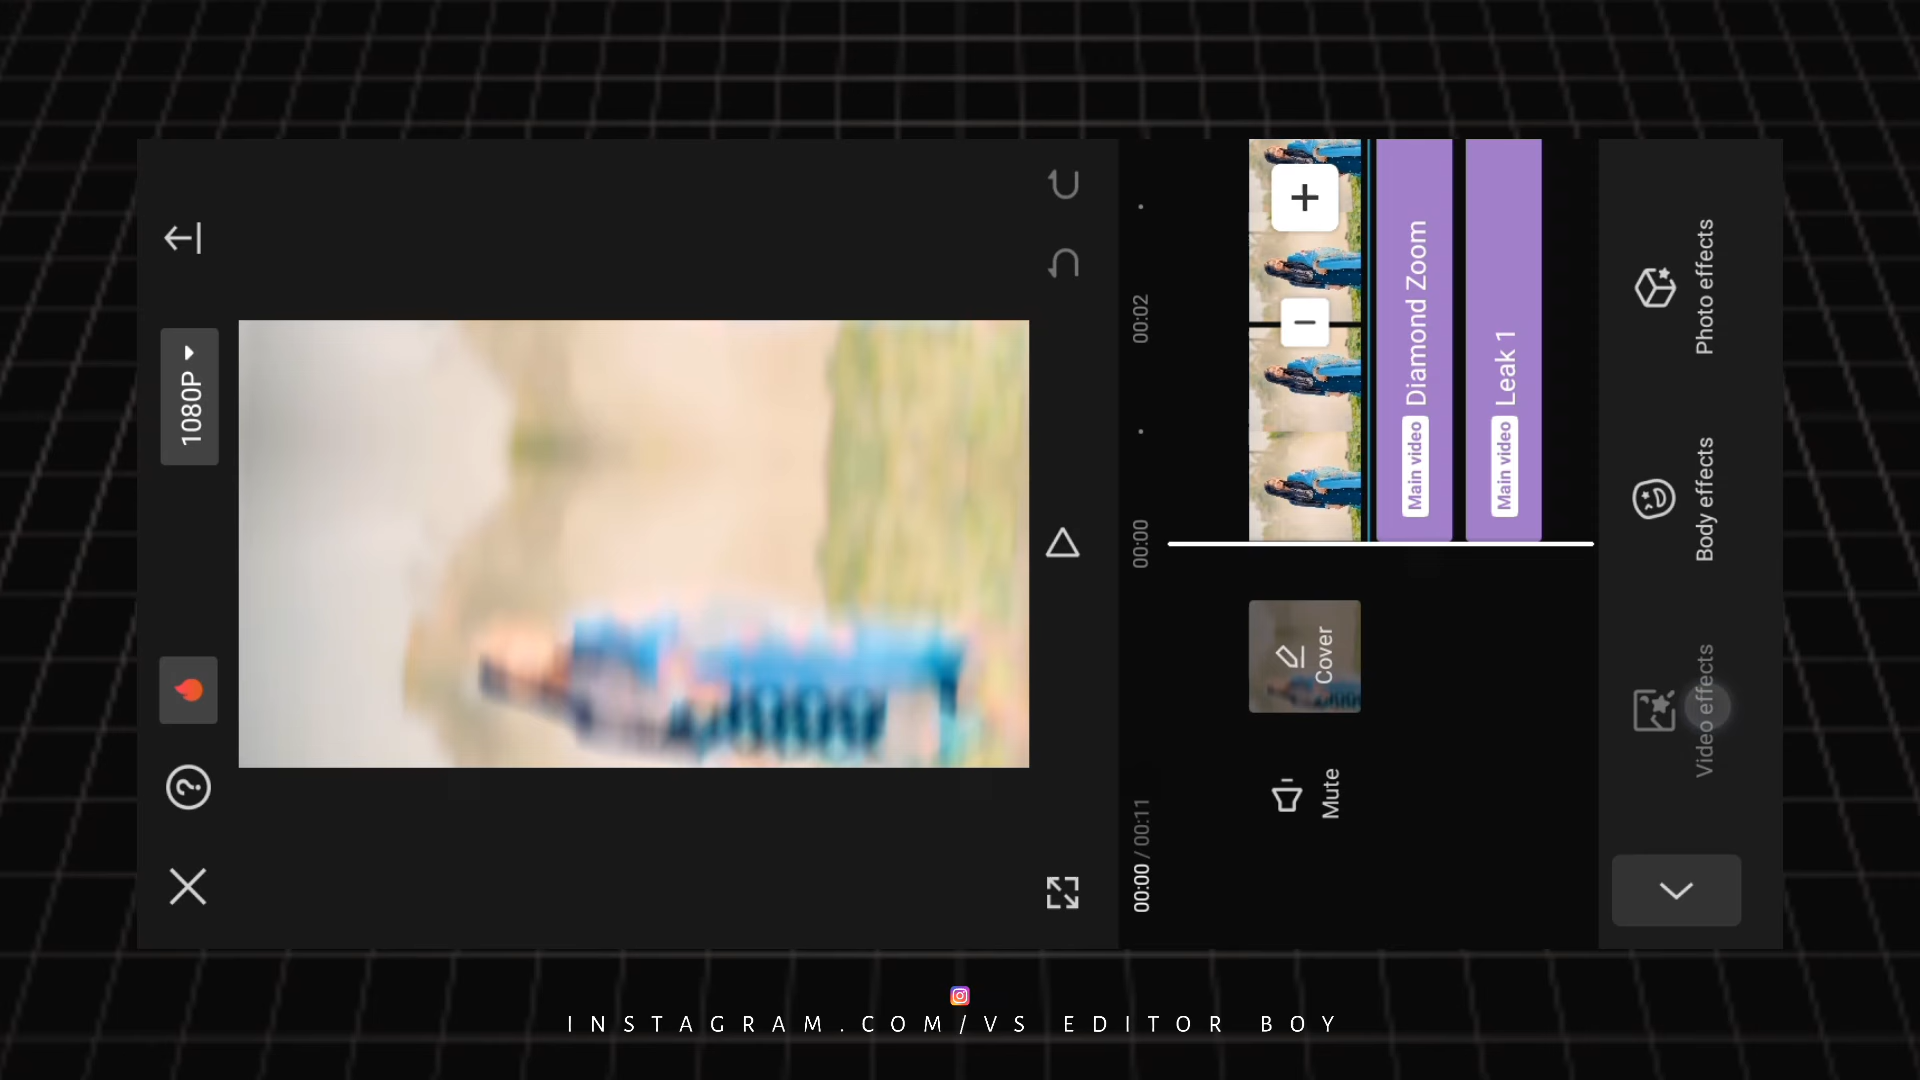 1080P
00:00 / 00:11
00:00
00:02
Mute
Cover
Main video Diamond Zoom
Main video Leak 1
Video effects
Body effects
Photo effects
INSTAGRAM.COM/VS EDITOR BOY